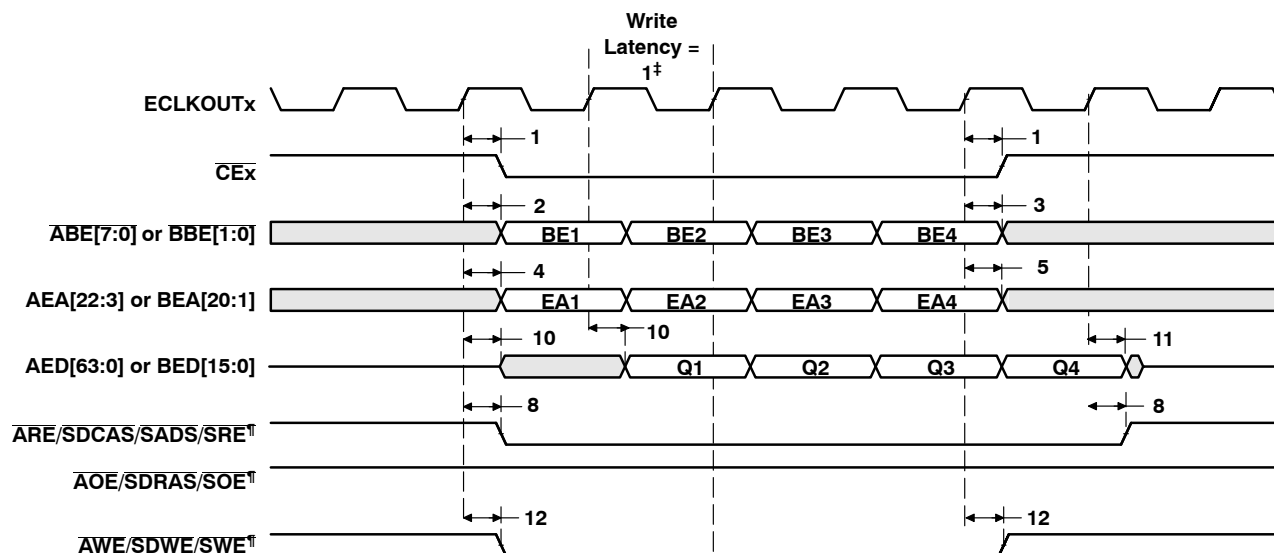 Write
Latency =
1‡
ECLKOUTx
1 1
CEx
2 3
ABE[7:0] or BBE[1:0]
BE1 BE2 BE3 BE4
4 5
AEA[22:3] or BEA[20:1]
EA1 EA2 EA3 EA4
10 10 11
AED[63:0] or BED[15:0]
Q1 Q2 Q3 Q4
8 8
ARE/SDCAS/SADS/SRE¶
AOE/SDRAS/SOE¶
12 12
AWE/SDWE/SWE¶